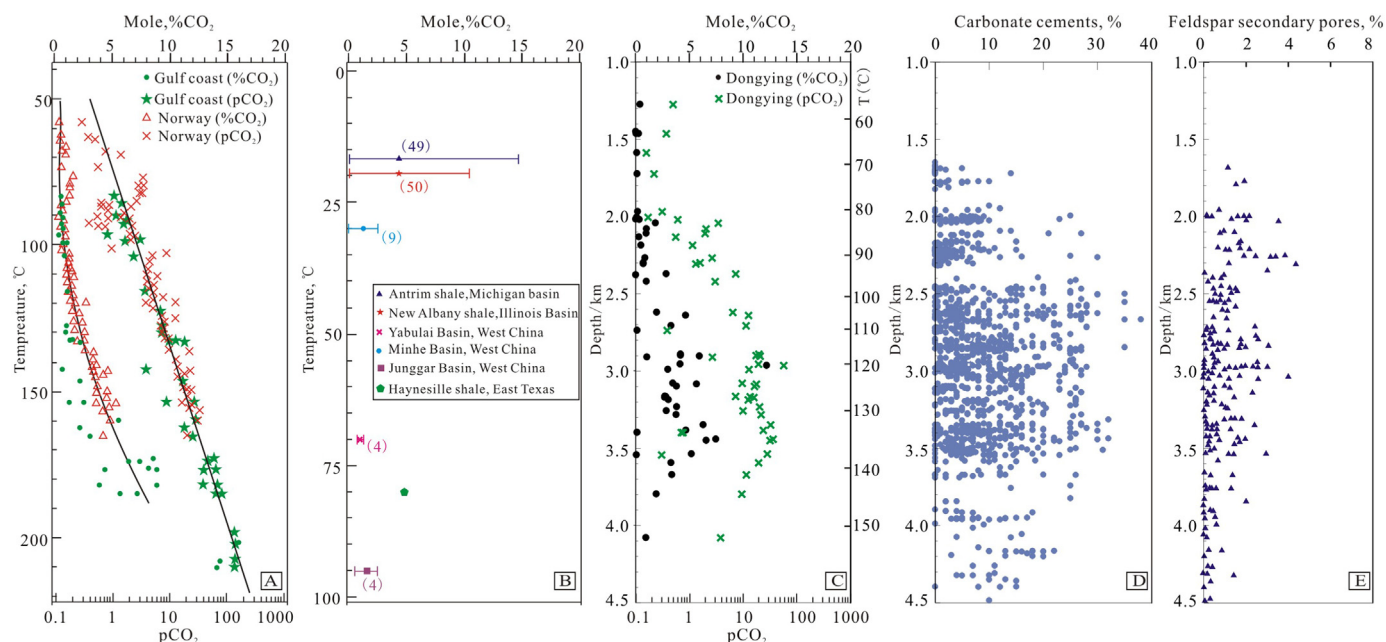 Mole,%CO₂
0 5 10 15 20
Gulf coast (%CO₂)
Gulf coast (pCO₂)
Norway (%CO₂)
Norway (pCO₂)
Tempreature, ℃
50
100
150
200
0.1 1 10 100 1000
pCO₂
A
Mole,%CO₂
0 5 10 15 20
Tempreature, ℃
0
25
50
75
100
(49)
(50)
(9)
Antrim shale,Michigan basin
New Albany shale,Illinois Basin
Yabulai Basin, West China
Minhe Basin, West China
Junggar Basin, West China
Haynesille shale, East Texas
(4)
(4)
B
Mole,%CO₂
0 5 10 15 20
Dongying (%CO₂)
Dongying (pCO₂)
Depth/km
1.0
1.5
2.0
2.5
3.0
3.5
4.0
4.5
T(℃)
60
70
80
90
100
110
120
130
140
150
0.1 1 10 100 1000
pCO₂
C
Carbonate cements, %
0 10 20 30 40
Depth/km
1.0
1.5
2.0
2.5
3.0
3.5
4.0
4.5
D
Feldspar secondary pores, %
0 2 4 6 8
Depth/km
1.0
1.5
2.0
2.5
3.0
3.5
4.0
4.5
E